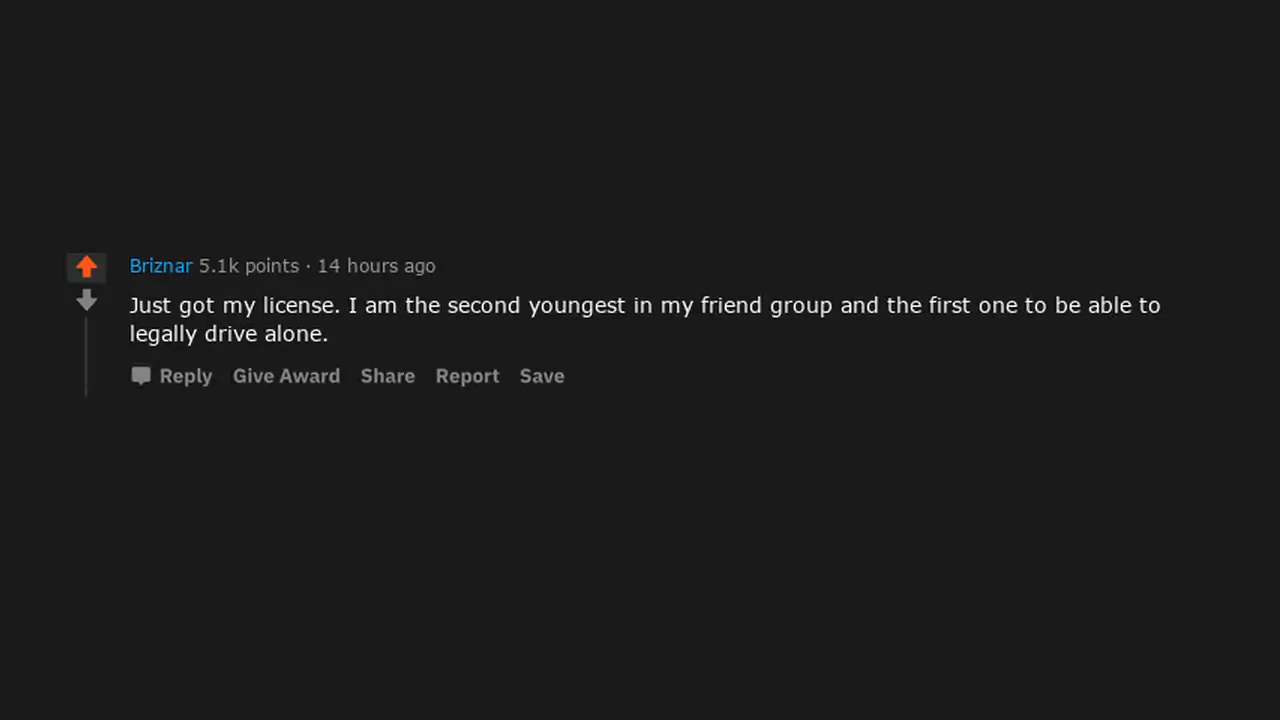 Briznar 5.1k points · 14 hours ago
Just got my license. I am the second youngest in my friend group and the first one to be able to
legally drive alone.
Reply Give Award Share Report Save